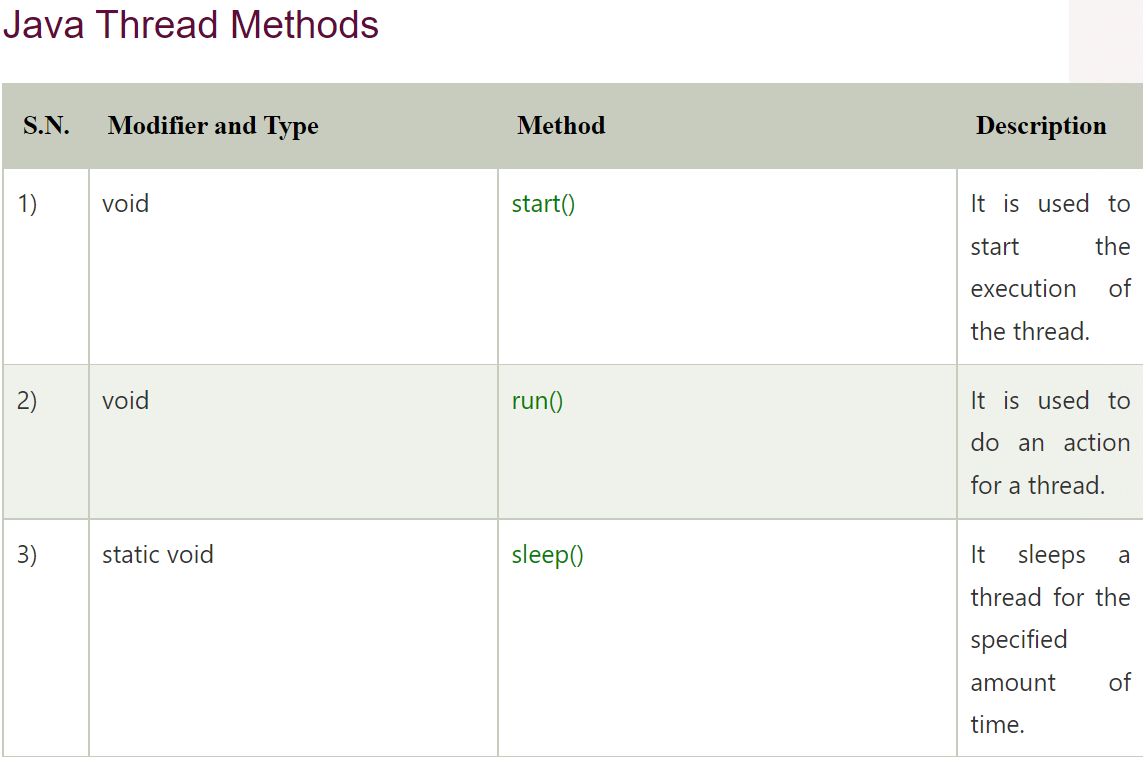 Java Thread Methods
S.N. Modifier and Type Method Description
1) void start() It is used to
start the
execution of
the thread.
2) void run() It is used to
do an action
for a thread.
3) static void sleep() It sleeps a
thread for the
specified
amount of
time.